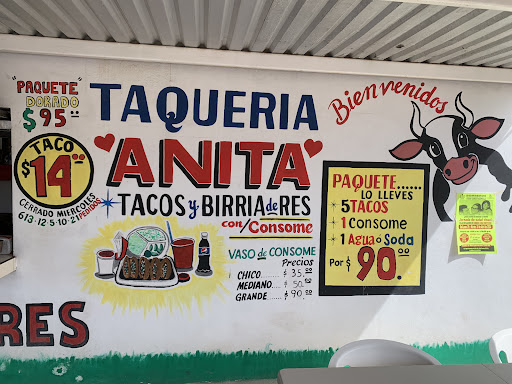 "PAQUETE"
DORADO
$95.00
TACO
$14.00
CERRADO MIERCOLES
613-12-5-10-21
PEDIDOS
TAQUERIA
"ANITA"
*TACOS y BIRRIA de RES*
con/Consome
VASO de CONSOME
Precios
CHICO..... $ 35.00
MEDIANO.... $ 50.00
GRANDE..... $ 90.00
Bienvenidos
PAQUETE......
LO LLEVES
5 TACOS
1 Consome
1 Agua o Soda
Por $ 90.00
RES